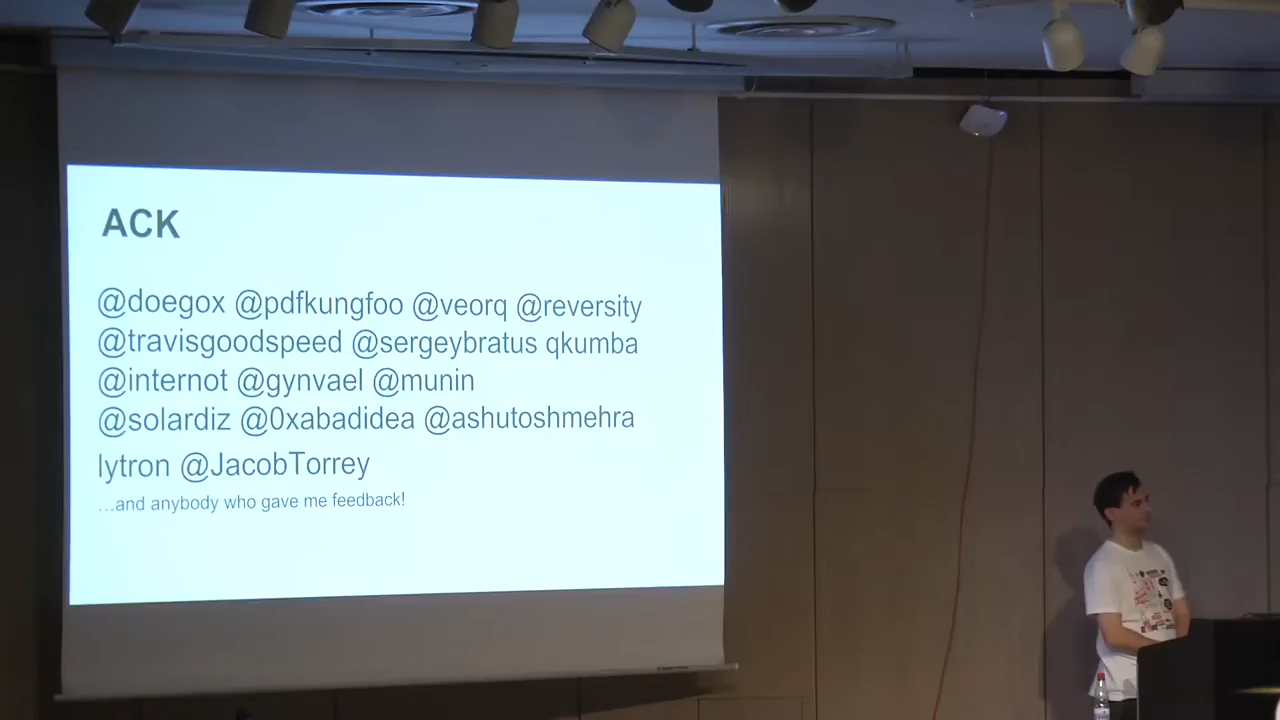 ACK
@doegox @pdfkungfoo @veorq @reversity
@travisgoodspeed @sergeybratus qkumba
@internot @gynvael @munin
@solardiz @0xabadidea @ashutoshmehra
lytron @JacobTorrey
...and anybody who gave me feedback!